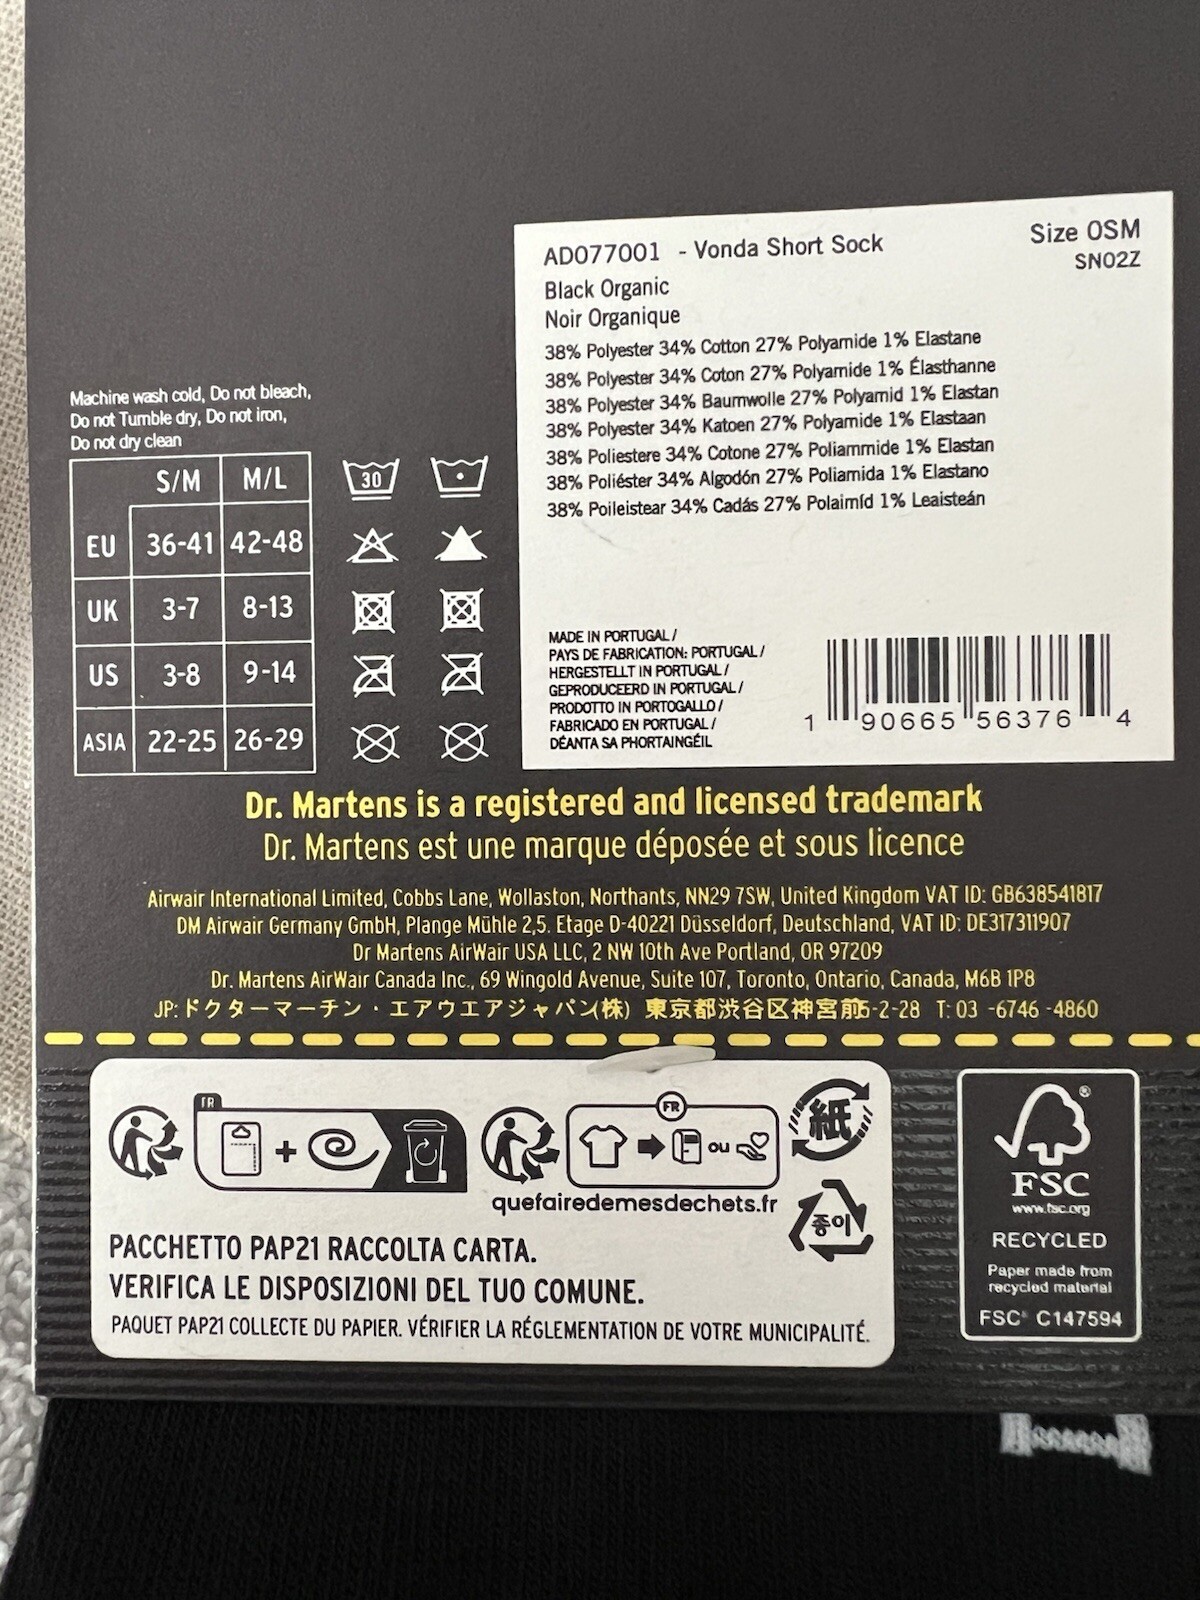 AD077001 - Vonda Short Sock
Size OSM
SN02Z
Black Organic
Noir Organique
38% Polyester 34% Cotton 27% Polyamide 1% Elastane
38% Polyester 34% Coton 27% Polyamide 1% Élasthanne
38% Polyester 34% Baumwolle 27% Polyamid 1% Elastan
38% Polyester 34% Katoen 27% Polyamide 1% Elastaan
38% Poliestere 34% Cotone 27% Poliammide 1% Elastan
38% Poliéster 34% Algodón 27% Poliamida 1% Elastano
38% Poileistear 34% Cadás 27% Polaimíd 1% Leaisteán
MADE IN PORTUGAL /
PAYS DE FABRICATION: PORTUGAL /
HERGESTELLT IN PORTUGAL /
GEPRODUCEERD IN PORTUGAL /
PRODOTTO IN PORTOGALLO /
FABRICADO EN PORTUGAL /
DÉANTA SA PHORTAINGÉIL
1 90665 56376 4
Machine wash cold, Do not bleach,
Do not Tumble dry, Do not iron,
Do not dry clean
S/M M/L
EU 36-41 42-48
UK 3-7 8-13
US 3-8 9-14
ASIA 22-25 26-29
30
Dr. Martens is a registered and licensed trademark
Dr. Martens est une marque déposée et sous licence
Airwair International Limited, Cobbs Lane, Wollaston, Northants, NN29 7SW, United Kingdom VAT ID: GB638541817
DM Airwair Germany GmbH, Plange Mühle 2,5. Etage D-40221 Düsseldorf, Deutschland, VAT ID: DE317311907
Dr Martens AirWair USA LLC, 2 NW 10th Ave Portland, OR 97209
Dr. Martens AirWair Canada Inc., 69 Wingold Avenue, Suite 107, Toronto, Ontario, Canada, M6B 1P8
JP: ドクターマーチン・エアウエアジャパン(株) 東京都渋谷区神宮前6-2-28 T: 03 -6746 -4860
FR
+
FR
ou
quefairedemesdechets.fr
紙
종이
PACCHETTO PAP21 RACCOLTA CARTA.
VERIFICA LE DISPOSIZIONI DEL TUO COMUNE.
PAQUET PAP21 COLLECTE DU PAPIER. VÉRIFIER LA RÉGLEMENTATION DE VOTRE MUNICIPALITÉ.
®
FSC
www.fsc.org
RECYCLED
Paper made from
recycled material
FSC® C147594